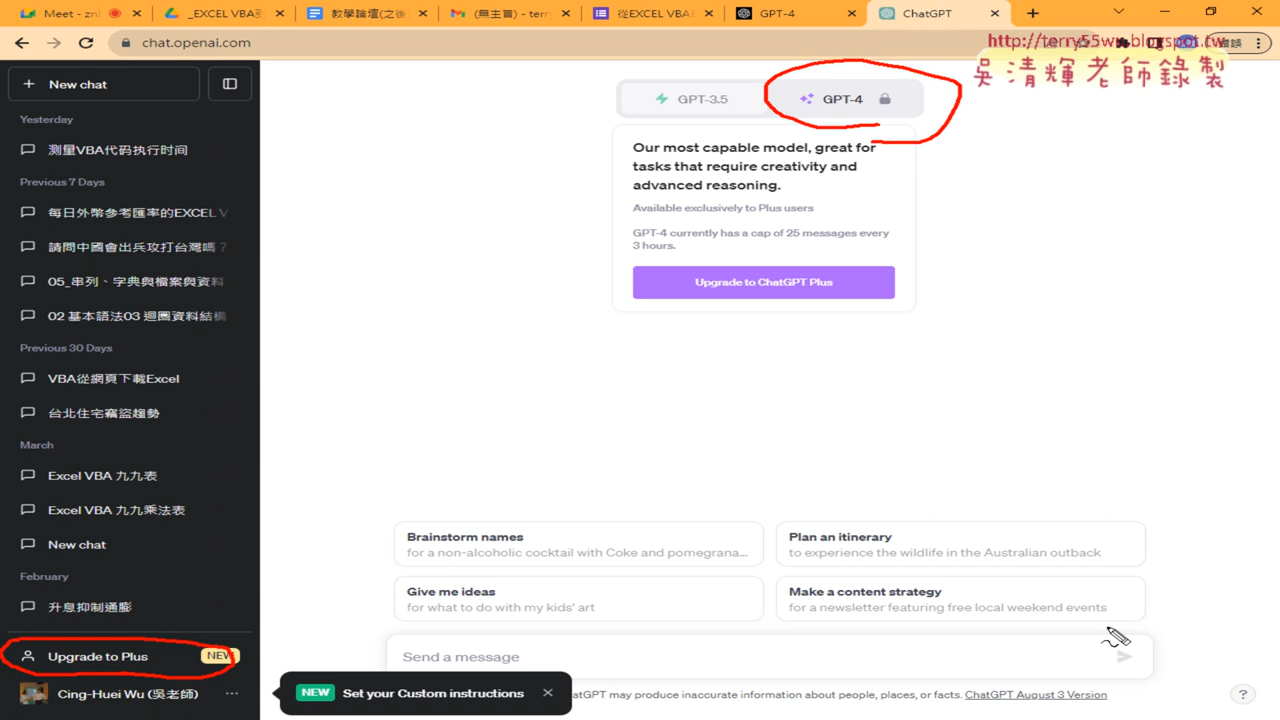 Meet - zn
_EXCEL VBA
教學論壇(之後
(無主旨) - terry
從EXCEL VBA
GPT-4
ChatGPT
chat.openai.com
http://terry55wu.blogspot.tw
吳清輝老師錄製
New chat
GPT-3.5
GPT-4
Yesterday
測量VBA代码执行时间
Our most capable model, great for
tasks that require creativity and
advanced reasoning.
Available exclusively to Plus users
GPT-4 currently has a cap of 25 messages every
3 hours.
Upgrade to ChatGPT Plus
Previous 7 Days
每日外幣參考匯率的EXCEL V
請問中國會出兵攻打台灣嗎?
05_串列、字典與檔案與資料
02 基本語法03 迴圈資料結構
Previous 30 Days
VBA從網頁下載Excel
台北住宅竊盜趨勢
March
Excel VBA 九九表
Excel VBA 九九乘法表
New chat
February
升息抑制通膨
Brainstorm names
for a non-alcoholic cocktail with Coke and pomegrana...
Plan an itinerary
to experience the wildlife in the Australian outback
Give me ideas
for what to do with my kids' art
Make a content strategy
for a newsletter featuring free local weekend events
Upgrade to Plus
NEW
Send a message
Cing-Huei Wu (吳老師)
NEW
Set your Custom instructions
atGPT may produce inaccurate information about people, places, or facts. ChatGPT August 3 Version
?